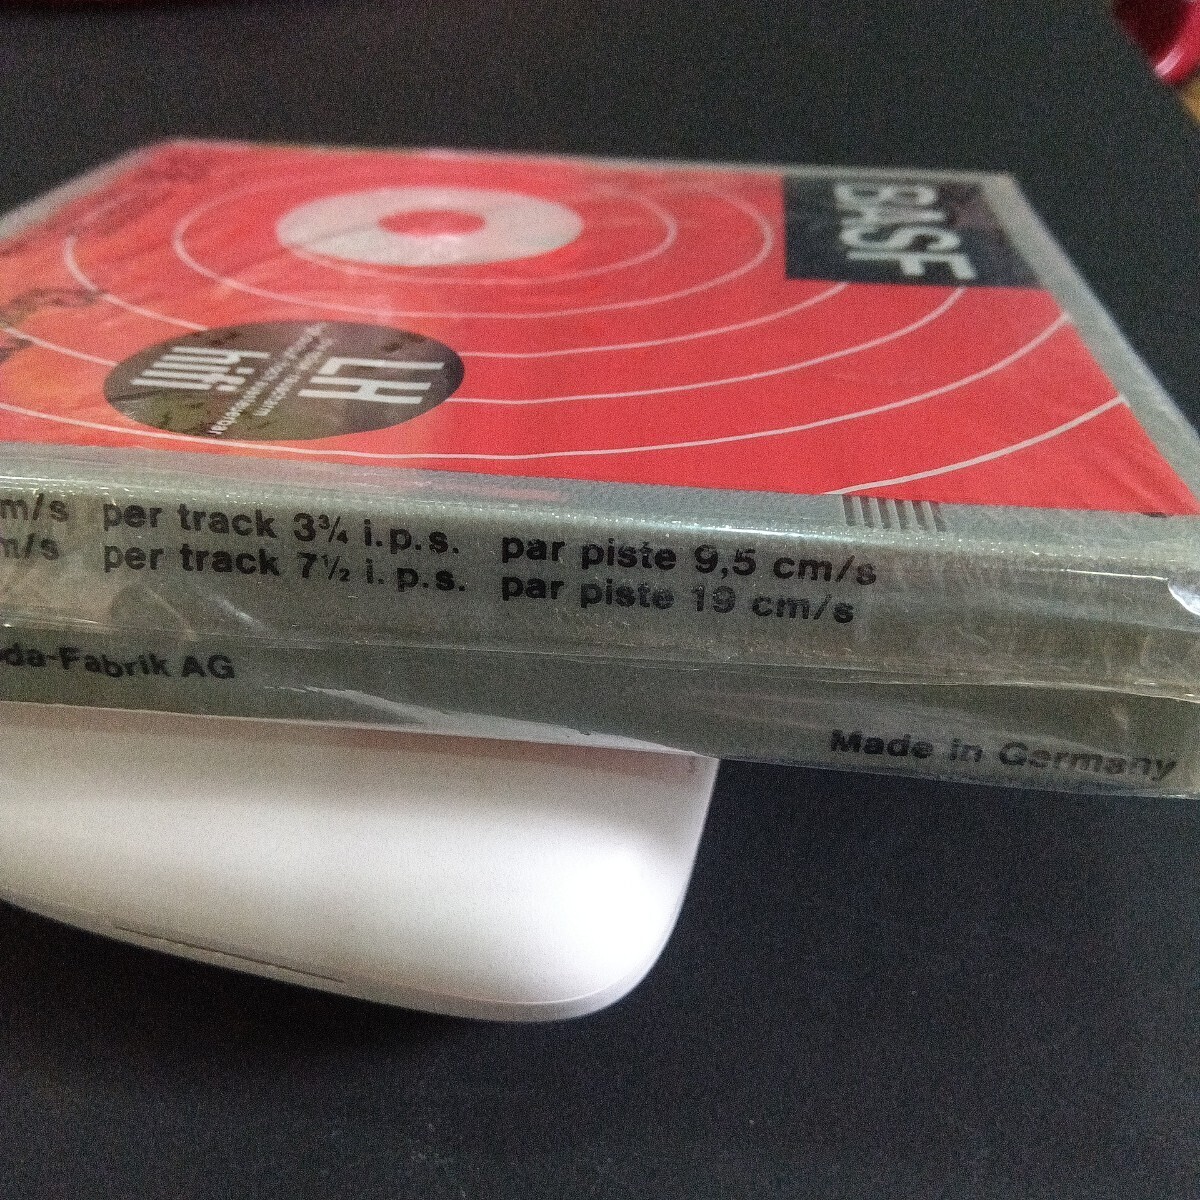 BASF
LH
hifi
m/s per track 3¾ i.p.s. par piste 9,5 cm/s
m/s per track 7½ i.p.s. par piste 19 cm/s
da-Fabrik AG
Made in Germany